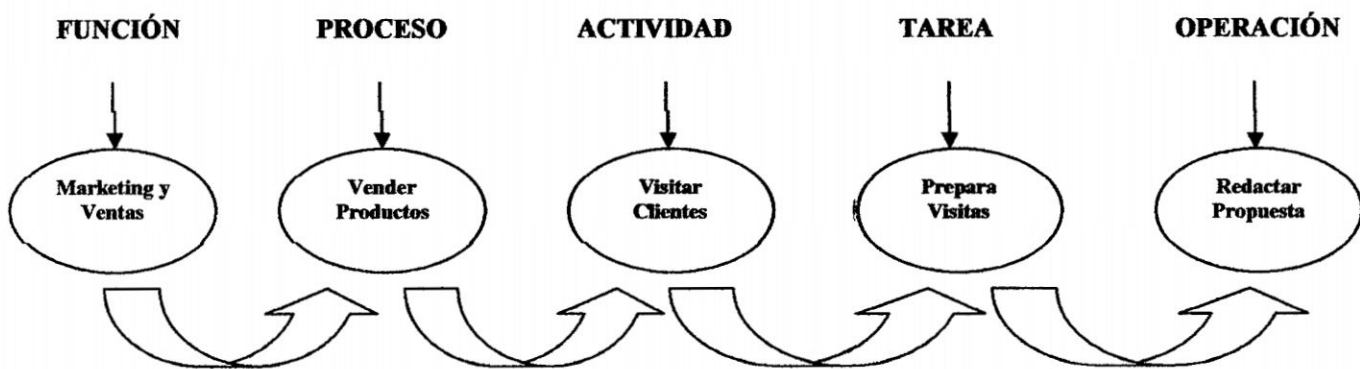 FUNCIÓN
PROCESO
ACTIVIDAD
TAREA
OPERACIÓN
Marketing y
Ventas
Vender
Productos
Visitar
Clientes
Prepara
Visitas
Redactar
Propuesta